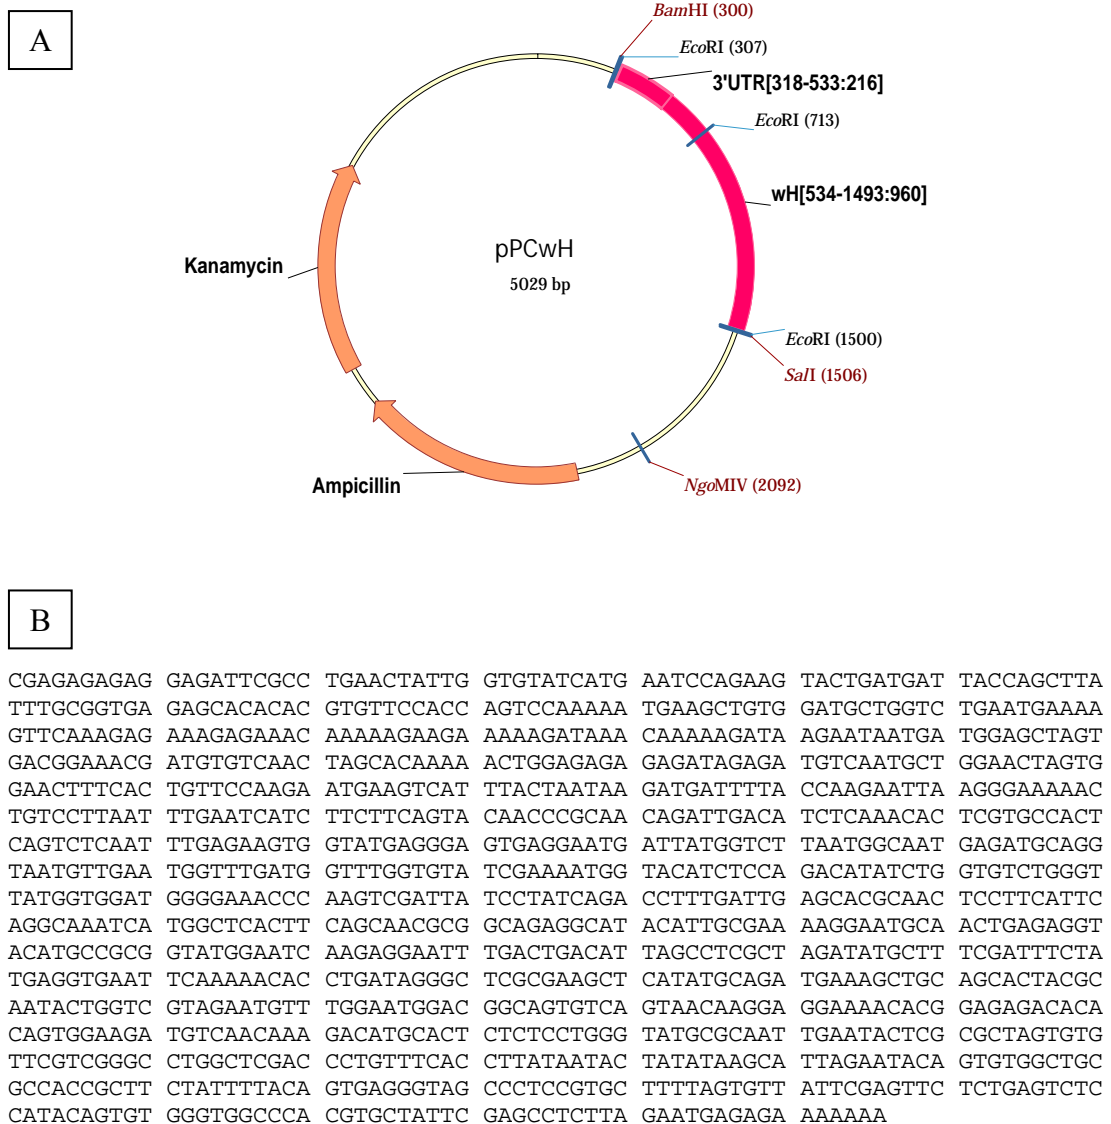 A
BamHI (300)
EcoRI (307)
3'UTR[318-533:216]
EcoRI (713)
wH[534-1493:960]
pPCwH
5029 bp
Kanamycin
EcoRI (1500)
SalI (1506)
Ampicillin
NgoMIV (2092)
B
CGAGAGAGAG GAGATTCGCC TGAACTATTG GTGTATCATG AATCCAGAAG TACTGATGAT TACCAGCTTA
TTTGCGGTGA GAGCACACAC GTGTTCCACC AGTCCAAAAA TGAAGCTGTG GATGCTGGTC TGAATGAAAA
GTTCAAAGAG AAAGAGAAAC AAAAAGAAGA AAAAGATAAA CAAAAAGATA AGAATAATGA TGGAGCTAGT
GACGGAAACG ATGTGTCAAC TAGCACAAAA ACTGGAGAGA GAGATAGAGA TGTCAATGCT GGAACTAGTG
GAACTTTCAC TGTTCCAAGA ATGAAGTCAT TTACTAATAA GATGATTTTA CCAAGAATTA AGGGAAAAAC
TGTCCTTAAT TTGAATCATC TTCTTCAGTA CAACCCGCAA CAGATTGACA TCTCAAACAC TCGTGCCACT
CAGTCTCAAT TTGAGAAGTG GTATGAGGGA GTGAGGAATG ATTATGGTCT TAATGGCAAT GAGATGCAGG
TAATGTTGAA TGGTTTGATG GTTTGGTGTA TCGAAAATGG TACATCTCCA GACATATCTG GTGTCTGGGT
TATGGTGGAT GGGGAAACCC AAGTCGATTA TCCTATCAGA CCTTTGATTG AGCACGCAAC TCCTTCATTC
AGGCAAATCA TGGCTCACTT CAGCAACGCG GCAGAGGCAT ACATTGCGAA AAGGAATGCA ACTGAGAGGT
ACATGCCGCG GTATGGAATC AAGAGGAATT TGACTGACAT TAGCCTCGCT AGATATGCTT TCGATTTCTA
TGAGGTGAAT TCAAAAACAC CTGATAGGGC TCGCGAAGCT CATATGCAGA TGAAAGCTGC AGCACTACGC
AATACTGGTC GTAGAATGTT TGGAATGGAC GGCAGTGTCA GTAACAAGGA GGAAAACACG GAGAGACACA
CAGTGGAAGA TGTCAACAAA GACATGCACT CTCTCCTGGG TATGCGCAAT TGAATACTCG CGCTAGTGTG
TTCGTCGGGC CTGGCTCGAC CCTGTTTCAC CTTATAATAC TATATAAGCA TTAGAATACA GTGTGGCTGC
GCCACCGCTT CTATTTTACA GTGAGGGTAG CCCTCCGTGC TTTTAGTGTT ATTCGAGTTC TCTGAGTCTC
CATACAGTGT GGGTGGCCCA CGTGCTATTC GAGCCTCTTA GAATGAGAGA AAAAAA